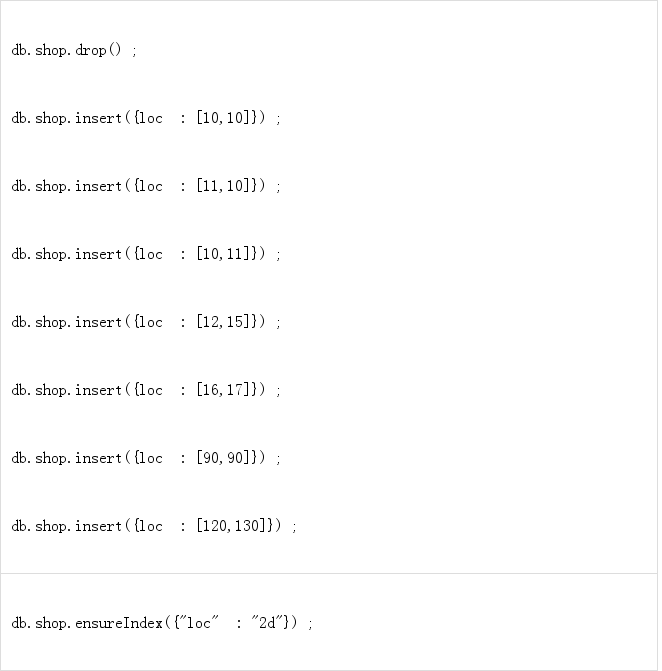 db.shop.drop() ;
db.shop.insert({loc  : [10,10]}) ;
db.shop.insert({loc  : [11,10]}) ;
db.shop.insert({loc  : [10,11]}) ;
db.shop.insert({loc  : [12,15]}) ;
db.shop.insert({loc  : [16,17]}) ;
db.shop.insert({loc  : [90,90]}) ;
db.shop.insert({loc  : [120,130]}) ;
db.shop.ensureIndex({"loc"  : "2d"}) ;